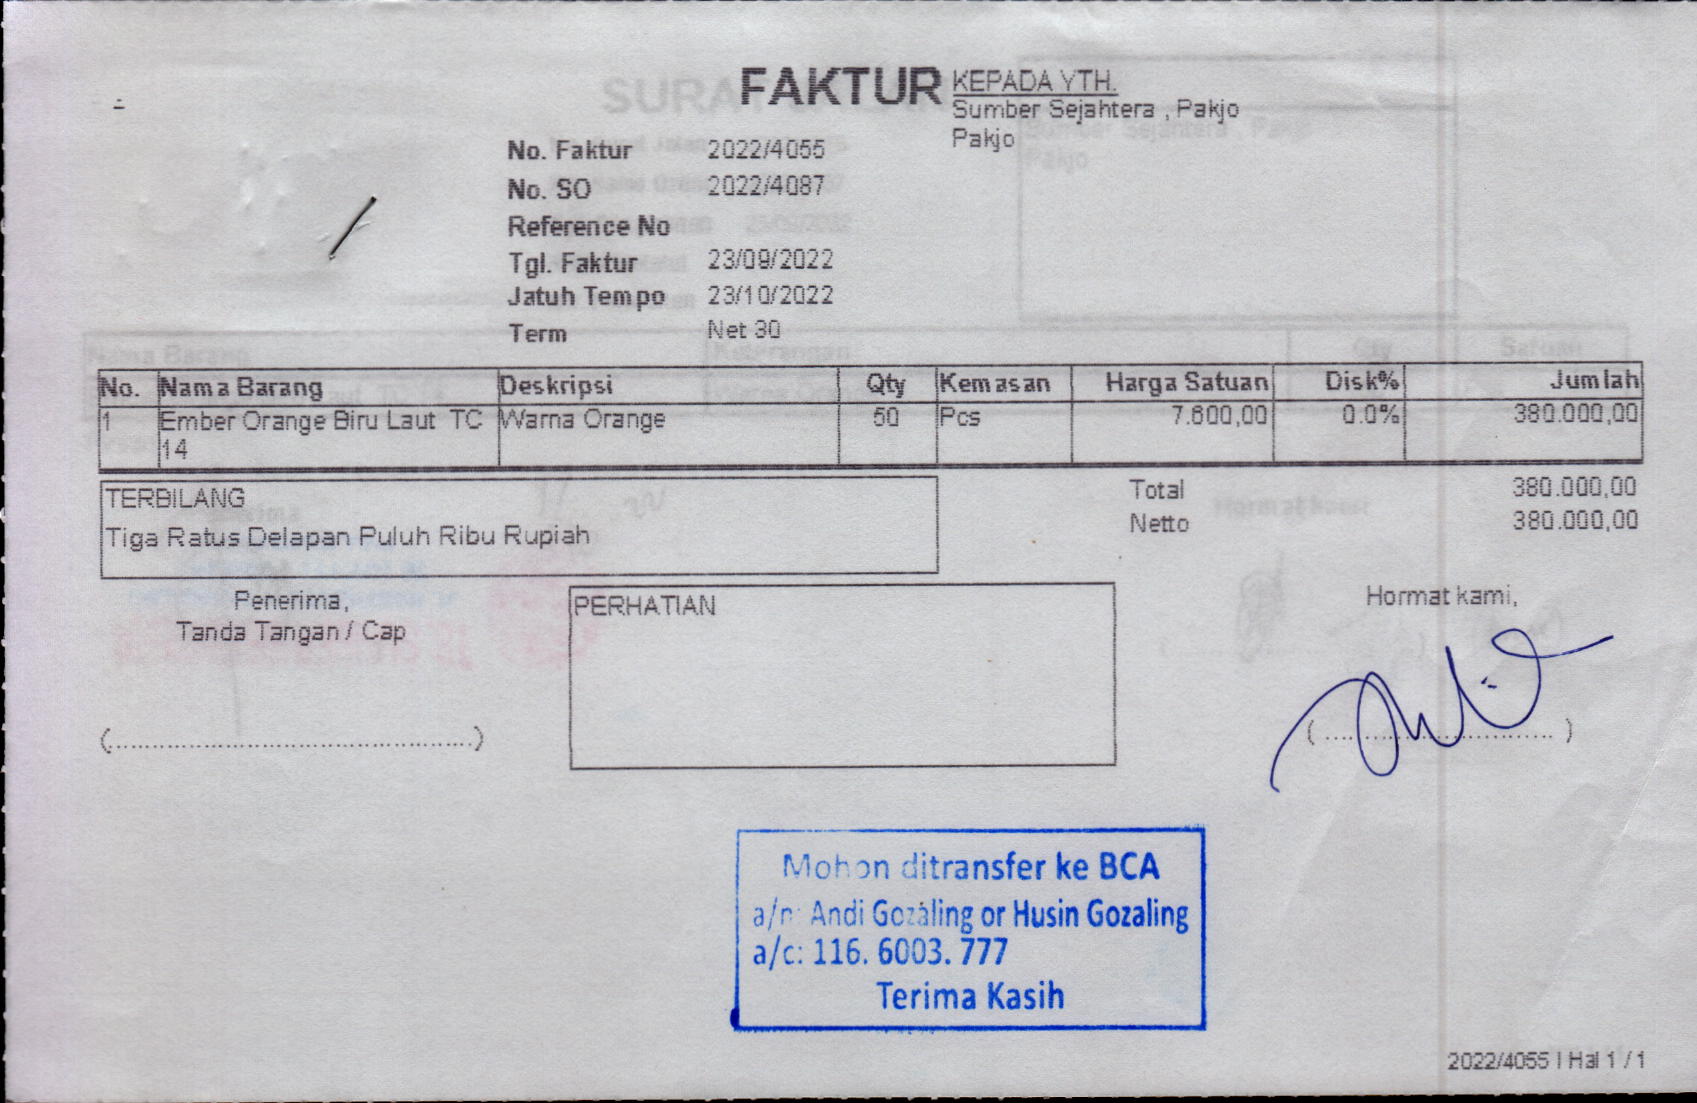 FAKTUR
KEPADA YTH.
Sumber Sejahtera , Pakjo
Pakjo
No. Faktur 2022/4055
No. SO 2022/4087
Reference No
Tgl. Faktur 23/09/2022
Jatuh Tempo 23/10/2022
Term Net 30
No. Nama Barang Deskripsi Qty Kemasan Harga Satuan Disk% Jumlah
1 Ember Orange Biru Laut TC Warna Orange 50 Pcs 7.600,00 0.0% 380.000,00
14
TERBILANG
Tiga Ratus Delapan Puluh Ribu Rupiah
Total 380.000,00
Netto 380.000,00
Penerima,
Tanda Tangan / Cap
(................................................)
PERHATIAN
Hormat kami,
(..............................)
Mohon ditransfer ke BCA
a/n: Andi Gozaling or Husin Gozaling
a/c: 116. 6003. 777
Terima Kasih
2022/4055 | Hal 1 / 1